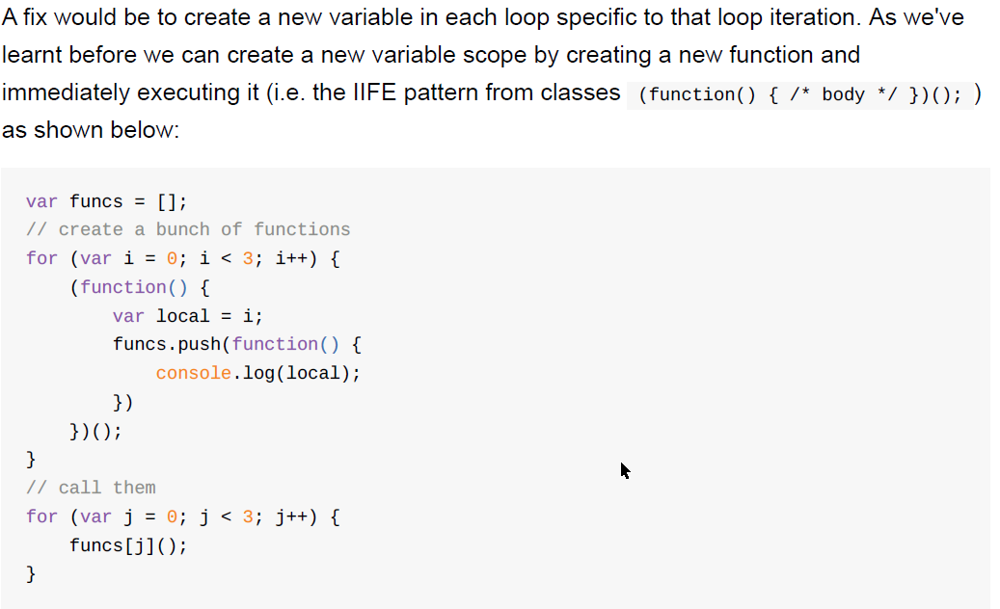 A fix would be to create a new variable in each loop specific to that loop iteration. As we've
learnt before we can create a new variable scope by creating a new function and
immediately executing it (i.e. the IIFE pattern from classes (function() { /* body */ })(); )
as shown below:
var funcs = [];
// create a bunch of functions
for (var i = 0; i < 3; i++) {
    (function() {
        var local = i;
        funcs.push(function() {
            console.log(local);
        })
    })();
}
// call them
for (var j = 0; j < 3; j++) {
    funcs[j]();
}